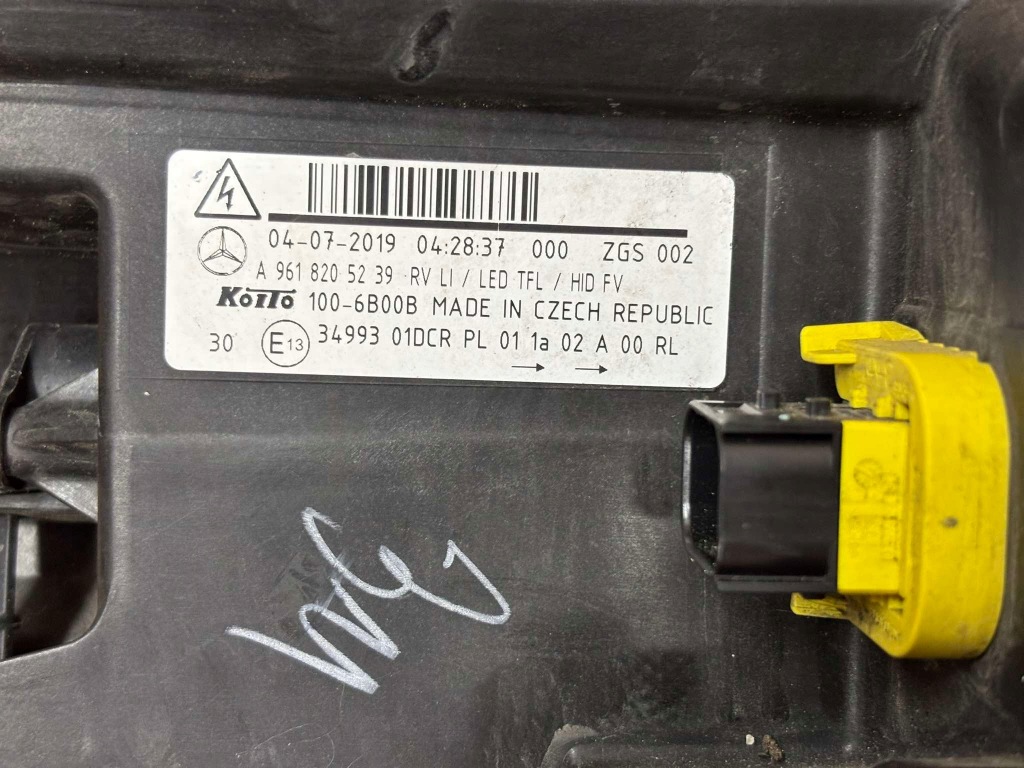 04-07-2019 04:28:37 000 ZGS 002
A 961 820 52 39 RV LI / LED TFL / HID FV
KOITO 100-6B00B MADE IN CZECH REPUBLIC
30 E13 34993 01DCR PL 01 1a 02 A 00 RL
→ →